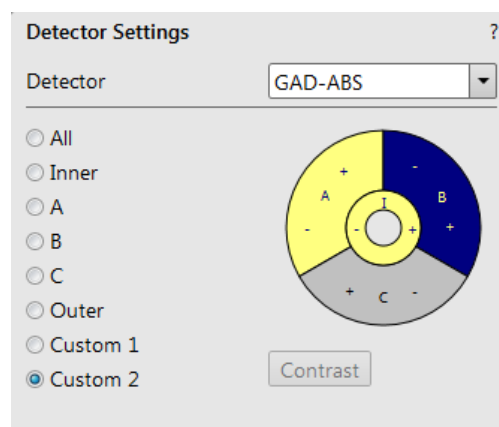 Detector Settings ?
Detector GAD-ABS
All
Inner
A
B
C
Outer
Custom 1
Custom 2
+ -
A I B
- - + +
+ C -
Contrast